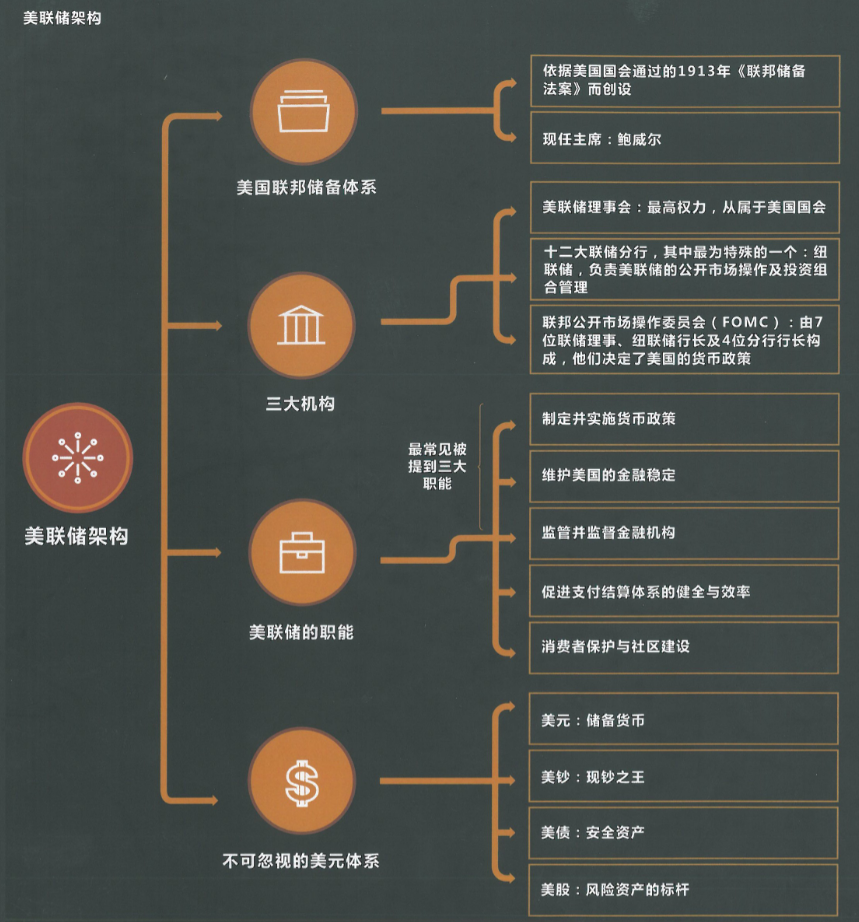 美联储架构
依据美国国会通过的1913年《联邦储备
法案》而创设
现任主席：鲍威尔
美国联邦储备体系
美联储理事会：最高权力，从属于美国国会
十二大联储分行，其中最为特殊的一个：纽
联储，负责美联储的公开市场操作及投资组
合管理
联邦公开市场操作委员会（FOMC）：由7
位联储理事、纽联储行长及4位分行行长构
成，他们决定了美国的货币政策
三大机构
最常见被
提到三大
职能
制定并实施货币政策
维护美国的金融稳定
监管并监督金融机构
促进支付结算体系的健全与效率
消费者保护与社区建设
美联储架构
美联储的职能
美元：储备货币
美钞：现钞之王
美债：安全资产
美股：风险资产的标杆
不可忽视的美元体系